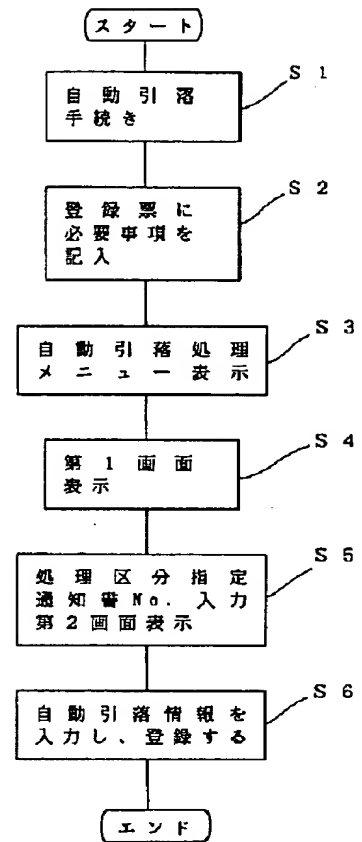 スタート
S1
自動引落
手続き
S2
登録票に
必要事項を
記入
S3
自動引落処理
メニュー表示
S4
第1画面
表示
S5
処理区分指定
通知書No.入力
第2画面表示
S6
自動引落情報を
入力し、登録する
エンド